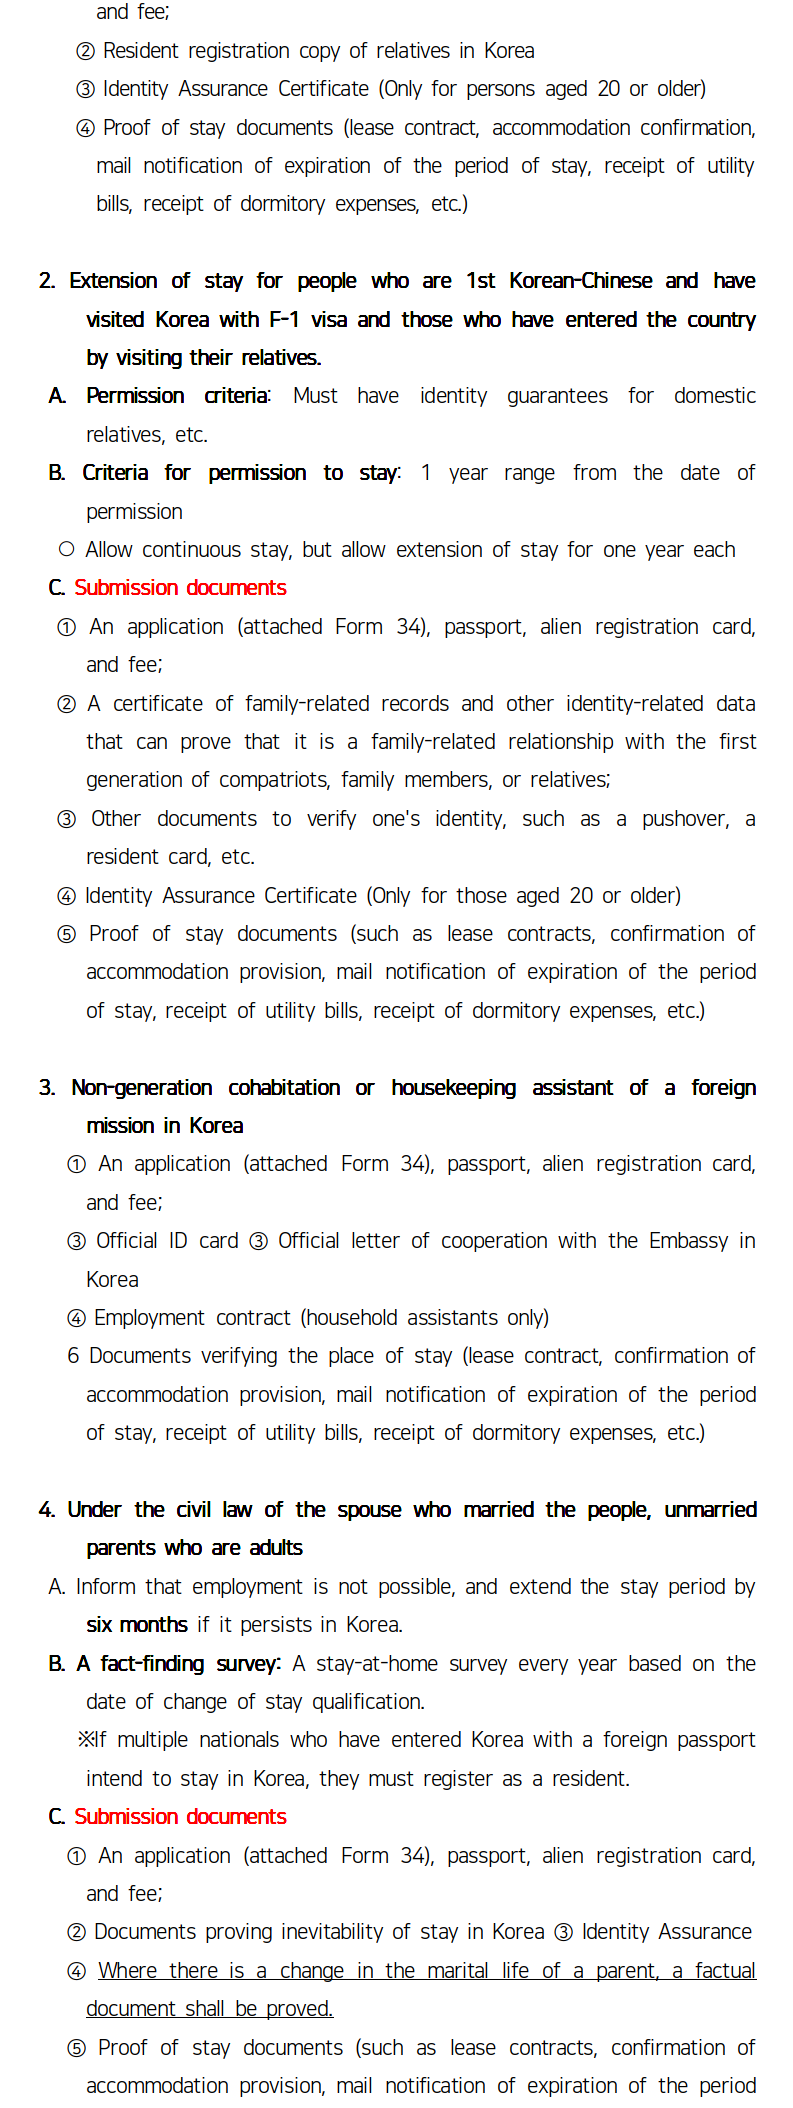 and fee;
② Resident registration copy of relatives in Korea
③ Identity Assurance Certificate (Only for persons aged 20 or older)
④ Proof of stay documents (lease contract, accommodation confirmation,
mail notification of expiration of the period of stay, receipt of utility
bills, receipt of dormitory expenses, etc.)
2. Extension of stay for people who are 1st Korean-Chinese and have
visited Korea with F-1 visa and those who have entered the country
by visiting their relatives.
A. Permission criteria: Must have identity guarantees for domestic
relatives, etc.
B. Criteria for permission to stay: 1 year range from the date of
permission
○ Allow continuous stay, but allow extension of stay for one year each
C. Submission documents
① An application (attached Form 34), passport, alien registration card,
and fee;
② A certificate of family-related records and other identity-related data
that can prove that it is a family-related relationship with the first
generation of compatriots, family members, or relatives;
③ Other documents to verify one's identity, such as a pushover, a
resident card, etc.
④ Identity Assurance Certificate (Only for those aged 20 or older)
⑤ Proof of stay documents (such as lease contracts, confirmation of
accommodation provision, mail notification of expiration of the period
of stay, receipt of utility bills, receipt of dormitory expenses, etc.)
3. Non-generation cohabitation or housekeeping assistant of a foreign
mission in Korea
① An application (attached Form 34), passport, alien registration card,
and fee;
③ Official ID card ③ Official letter of cooperation with the Embassy in
Korea
④ Employment contract (household assistants only)
6 Documents verifying the place of stay (lease contract, confirmation of
accommodation provision, mail notification of expiration of the period
of stay, receipt of utility bills, receipt of dormitory expenses, etc.)
4. Under the civil law of the spouse who married the people, unmarried
parents who are adults
A. Inform that employment is not possible, and extend the stay period by
six months if it persists in Korea.
B. A fact-finding survey: A stay-at-home survey every year based on the
date of change of stay qualification.
※If multiple nationals who have entered Korea with a foreign passport
intend to stay in Korea, they must register as a resident.
C. Submission documents
① An application (attached Form 34), passport, alien registration card,
and fee;
② Documents proving inevitability of stay in Korea ③ Identity Assurance
④ Where there is a change in the marital life of a parent, a factual
document shall be proved.
⑤ Proof of stay documents (such as lease contracts, confirmation of
accommodation provision, mail notification of expiration of the period